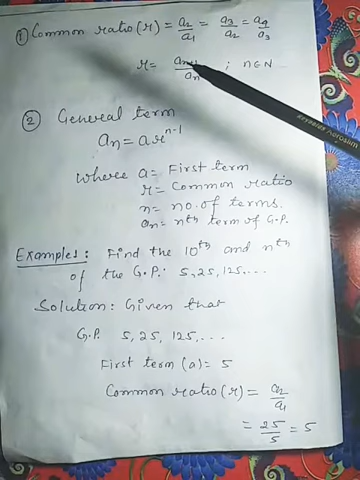 ① Common ratio (r) = a₂/a₁ = a₃/a₂ = a₄/a₃
r = aₙ₊₁/aₙ ; n∈N
② General term
aₙ = arⁿ⁻¹
where a = First term
r = Common ratio
n = no. of terms.
aₙ = nᵗʰ term of G.P.
Examples: Find the 10ᵗʰ and nᵗʰ
of the G.P. 5, 25, 125, ...
Solution: Given that
G.P. 5, 25, 125, ...
First term (a) = 5
Common ratio (r) = a₂/a₁
= 25/5 = 5